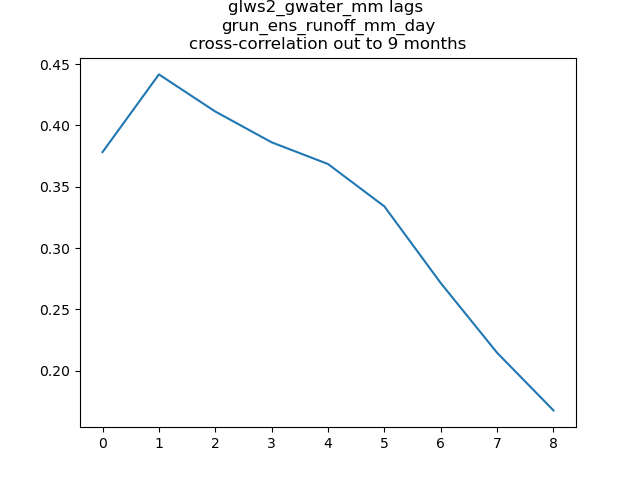 glws2_gwater_mm lags
grun_ens_runoff_mm_day
cross-correlation out to 9 months
0.45
0.40
0.35
0.30
0.25
0.20
0 1 2 3 4 5 6 7 8